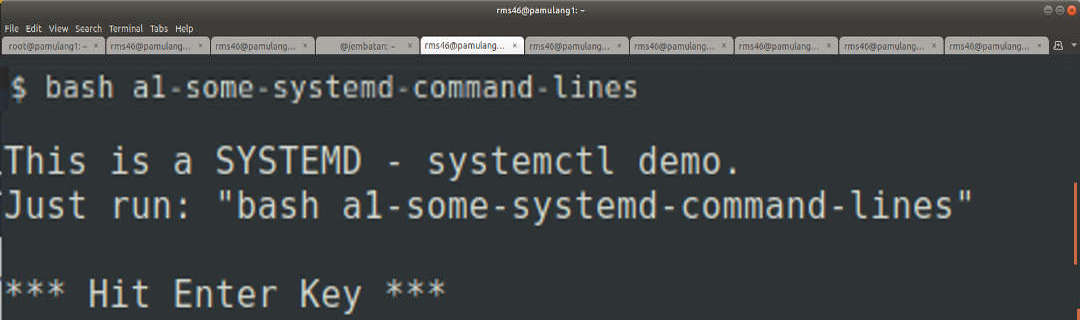 rms46@pamulang1: ~
File Edit View Search Terminal Tabs Help
root@pamulang1: ~ × rms46@pamulang... × rms46@pamulang... × @jembatan: ~ × rms46@pamulang... × rms46@pamulang... × rms46@pamulang... × rms46@pamulang... × rms46@pamulang... × rms46@pamulang... ×
$ bash a1-some-systemd-command-lines
This is a SYSTEMD - systemctl demo.
Just run: "bash a1-some-systemd-command-lines"
*** Hit Enter Key ***